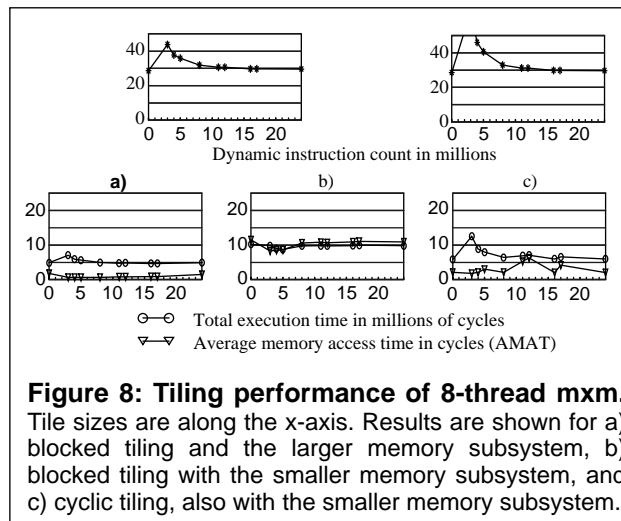 40
20
0
0 5 10 15 20
40
20
0
0 5 10 15 20
Dynamic instruction count in millions
a) b) c)
20
10
0
0 5 10 15 20
20
10
0
0 5 10 15 20
20
10
0
0 5 10 15 20
Total execution time in millions of cycles
Average memory access time in cycles (AMAT)
Figure 8: Tiling performance of 8-thread mxm.
Tile sizes are along the x-axis. Results are shown for a)
blocked tiling and the larger memory subsystem, b)
blocked tiling with the smaller memory subsystem, and
c) cyclic tiling, also with the smaller memory subsystem.